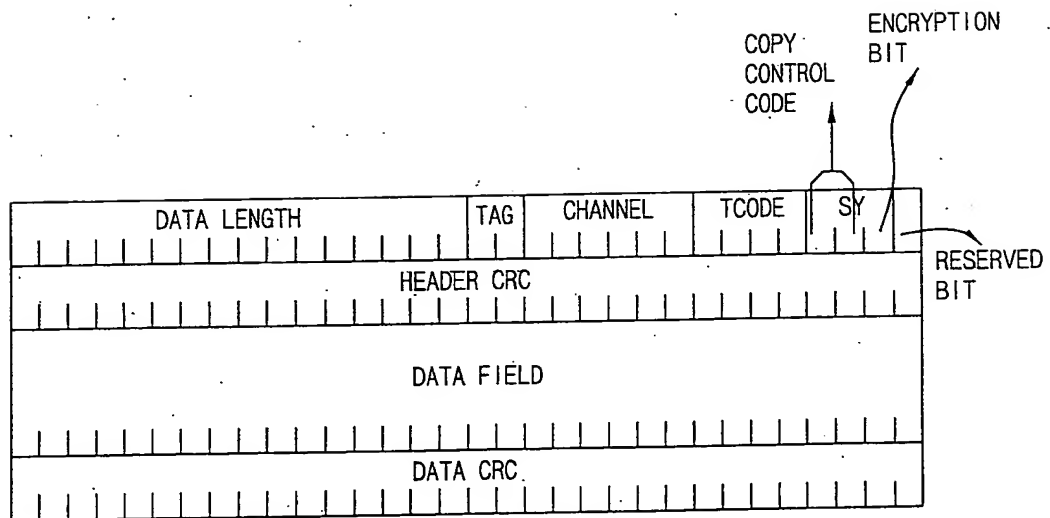 ENCRYPTION
BIT
COPY
CONTROL
CODE
DATA LENGTH
TAG
CHANNEL
TCODE
SY
RESERVED
BIT
HEADER CRC
DATA FIELD
DATA CRC